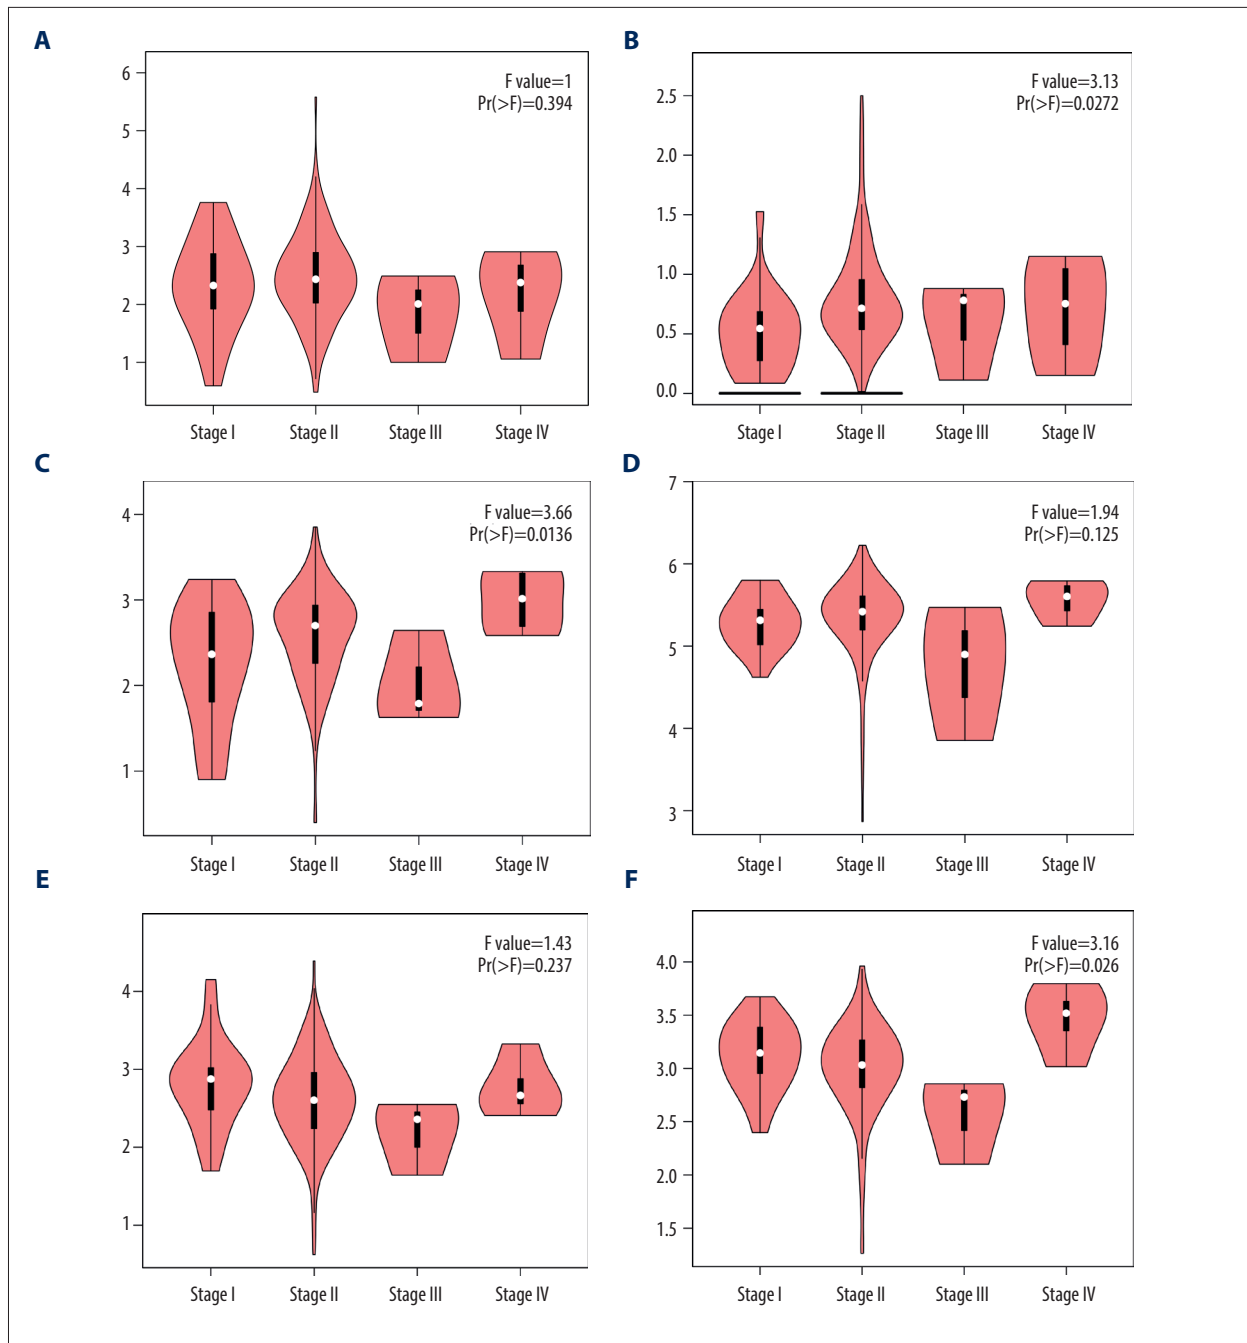 A
F value=1
Pr(>F)=0.394
6
5
4
3
2
1
Stage I Stage II Stage III Stage IV
B
F value=3.13
Pr(>F)=0.0272
2.5
2.0
1.5
1.0
0.5
0.0
Stage I Stage II Stage III Stage IV
C
F value=3.66
Pr(>F)=0.0136
4
3
2
1
Stage I Stage II Stage III Stage IV
D
F value=1.94
Pr(>F)=0.125
7
6
5
4
3
Stage I Stage II Stage III Stage IV
E
F value=1.43
Pr(>F)=0.237
4
3
2
1
Stage I Stage II Stage III Stage IV
F
F value=3.16
Pr(>F)=0.026
4.0
3.5
3.0
2.5
2.0
1.5
Stage I Stage II Stage III Stage IV